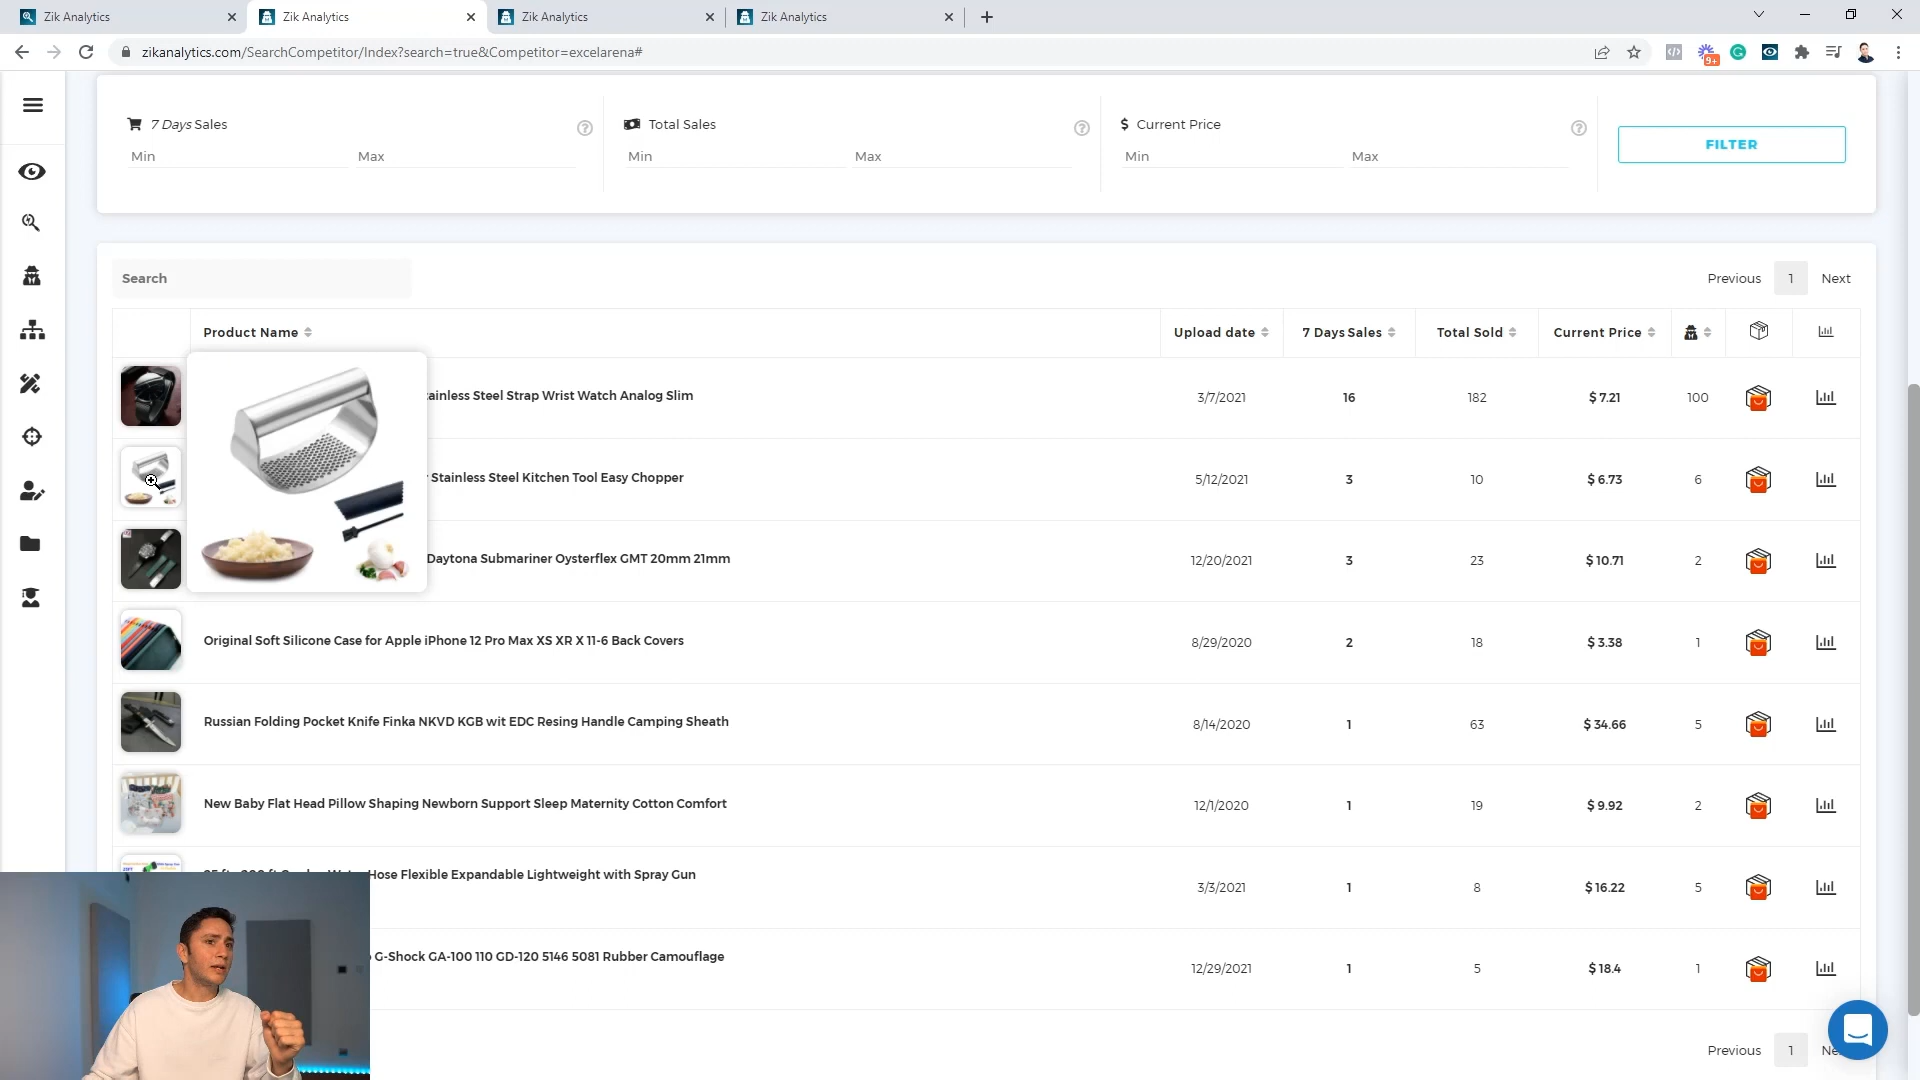 Zik Analytics
Zik Analytics
Zik Analytics
Zik Analytics
zikanalytics.com/SearchCompetitor/Index?search=true&Competitor=excelarena#
9+
7 Days Sales
Min Max
Total Sales
Min Max
$ Current Price
Min Max
FILTER
Search
Previous 1 Next
Product Name Upload date 7 Days Sales Total Sold Current Price
Stainless Steel Strap Wrist Watch Analog Slim 3/7/2021 16 182 $ 7.21 100
Stainless Steel Kitchen Tool Easy Chopper 5/12/2021 3 10 $ 6.73 6
Daytona Submariner Oysterflex GMT 20mm 21mm 12/20/2021 3 23 $ 10.71 2
Original Soft Silicone Case for Apple iPhone 12 Pro Max XS XR X 11-6 Back Covers 8/29/2020 2 18 $ 3.38 1
Russian Folding Pocket Knife Finka NKVD KGB wit EDC Resing Handle Camping Sheath 8/14/2020 1 63 $ 34.66 5
New Baby Flat Head Pillow Shaping Newborn Support Sleep Maternity Cotton Comfort 12/1/2020 1 19 $ 9.92 2
Hose Flexible Expandable Lightweight with Spray Gun 3/3/2021 1 8 $ 16.22 5
G-Shock GA-100 110 GD-120 5146 5081 Rubber Camouflage 12/29/2021 1 5 $ 18.4 1
Previous 1